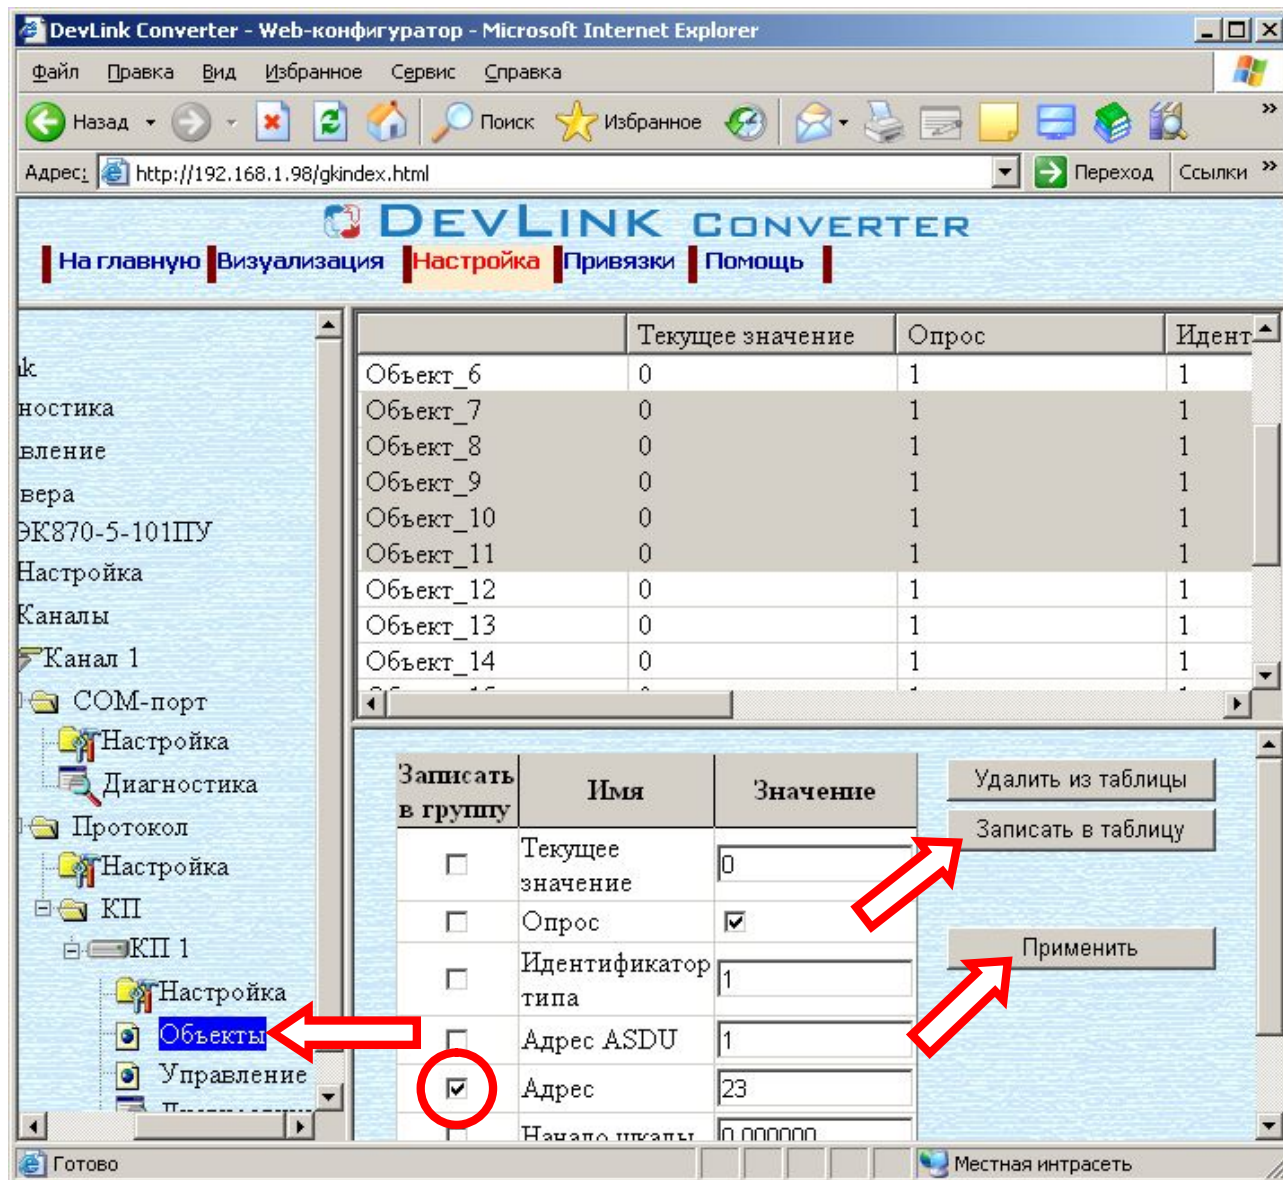 DevLink Converter - Web-конфигуратор - Microsoft Internet Explorer
Файл Правка Вид Избранное Сервис Справка
Назад Поиск Избранное »
Адрес: http://192.168.1.98/gkindex.html Переход Ссылки »
DEVLINK CONVERTER
На главную Визуализация Настройка Привязки Помощь
Текущее значение Опрос Идент
Объект_6 0 1 1
Объект_7 0 1 1
Объект_8 0 1 1
Объект_9 0 1 1
Объект_10 0 1 1
Объект_11 0 1 1
Объект_12 0 1 1
Объект_13 0 1 1
Объект_14 0 1 1
ностика
вление
вера
ЭК870-5-101ПУ
Настройка
Каналы
Канал 1
COM-порт
Настройка
Диагностика
Протокол
Настройка
КП
КП 1
Настройка
Объекты
Управление
Записать в группу Имя Значение
Текущее значение 0
Опрос
Идентификатор типа 1
Адрес ASDU 1
Адрес 23
Начало шкалы 0.000000
Удалить из таблицы
Записать в таблицу
Применить
Готово Местная интрасеть